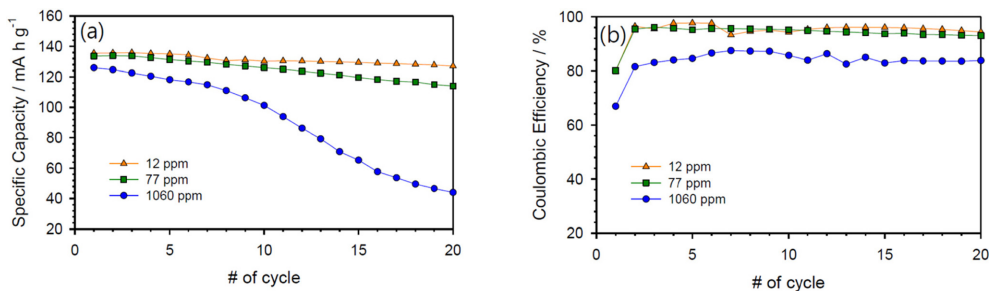 (a)
Specific Capacity / mA h g⁻¹
160
140
120
100
80
60
40
20
12 ppm
77 ppm
1060 ppm
0
5
10
15
20
# of cycle
(b)
Coulombic Efficiency / %
100
80
60
40
20
12 ppm
77 ppm
1060 ppm
0
5
10
15
20
# of cycle